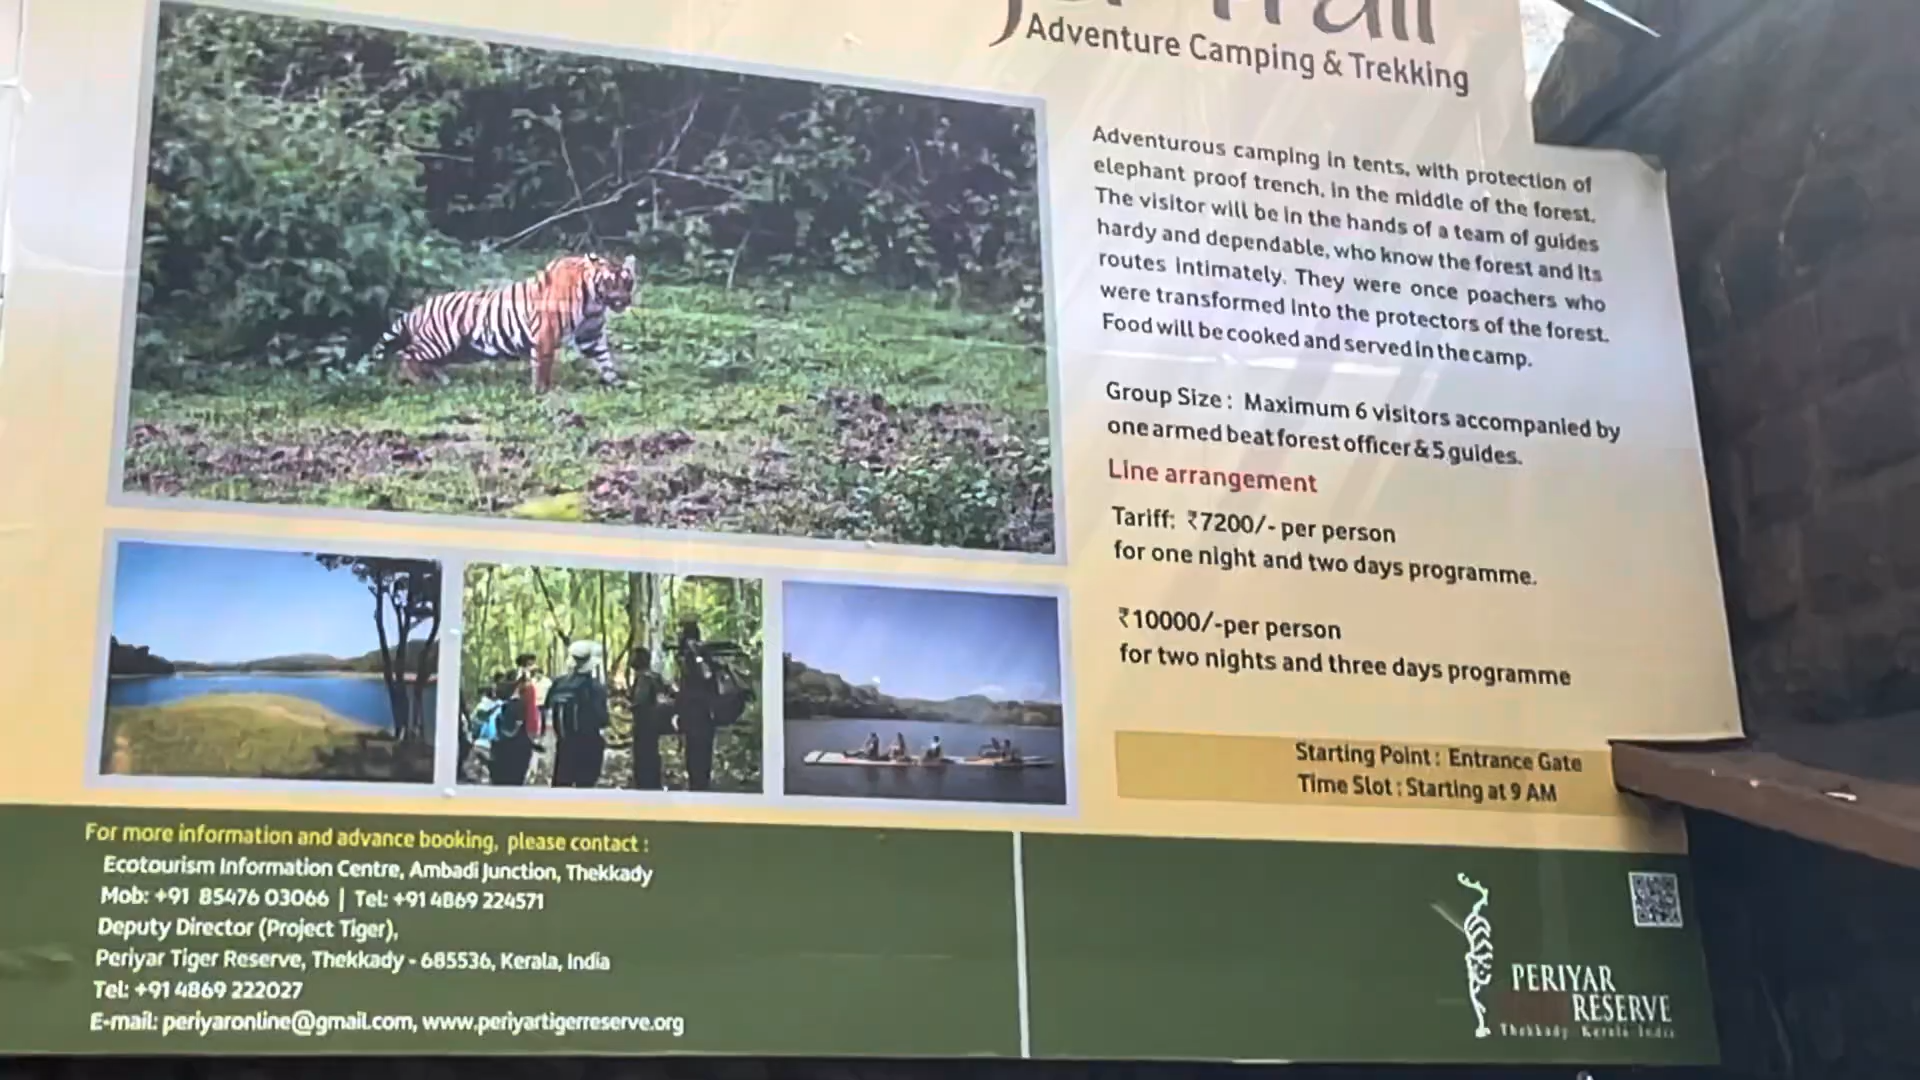 Trail
Adventure Camping & Trekking
Adventurous camping in tents, with protection of
elephant proof trench, in the middle of the forest.
The visitor will be in the hands of a team of guides
hardy and dependable, who know the forest and its
routes intimately. They were once poachers who
were transformed into the protectors of the forest.
Food will be cooked and served in the camp.
Group Size : Maximum 6 visitors accompanied by
one armed beat forest officer & 5 guides.
Line arrangement
Tariff: ₹7200/- per person
for one night and two days programme.
₹10000/-per person
for two nights and three days programme
Starting Point : Entrance Gate
Time Slot : Starting at 9 AM
For more information and advance booking, please contact :
Ecotourism Information Centre, Ambadi Junction, Thekkady
Mob: +91 85476 03066 | Tel: +91 4869 224571
Deputy Director (Project Tiger),
Periyar Tiger Reserve, Thekkady - 685536, Kerala, India
Tel: +91 4869 222027
E-mail: periyaronline@gmail.com, www.periyartigerreserve.org
PERIYAR
RESERVE
Thekkady Kerala India